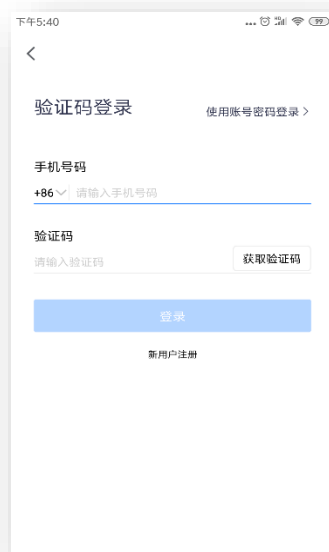 下午5:40
99
验证码登录
使用账号密码登录
手机号码
+86 请输入手机号码
验证码
请输入验证码 获取验证码
登录
新用户注册